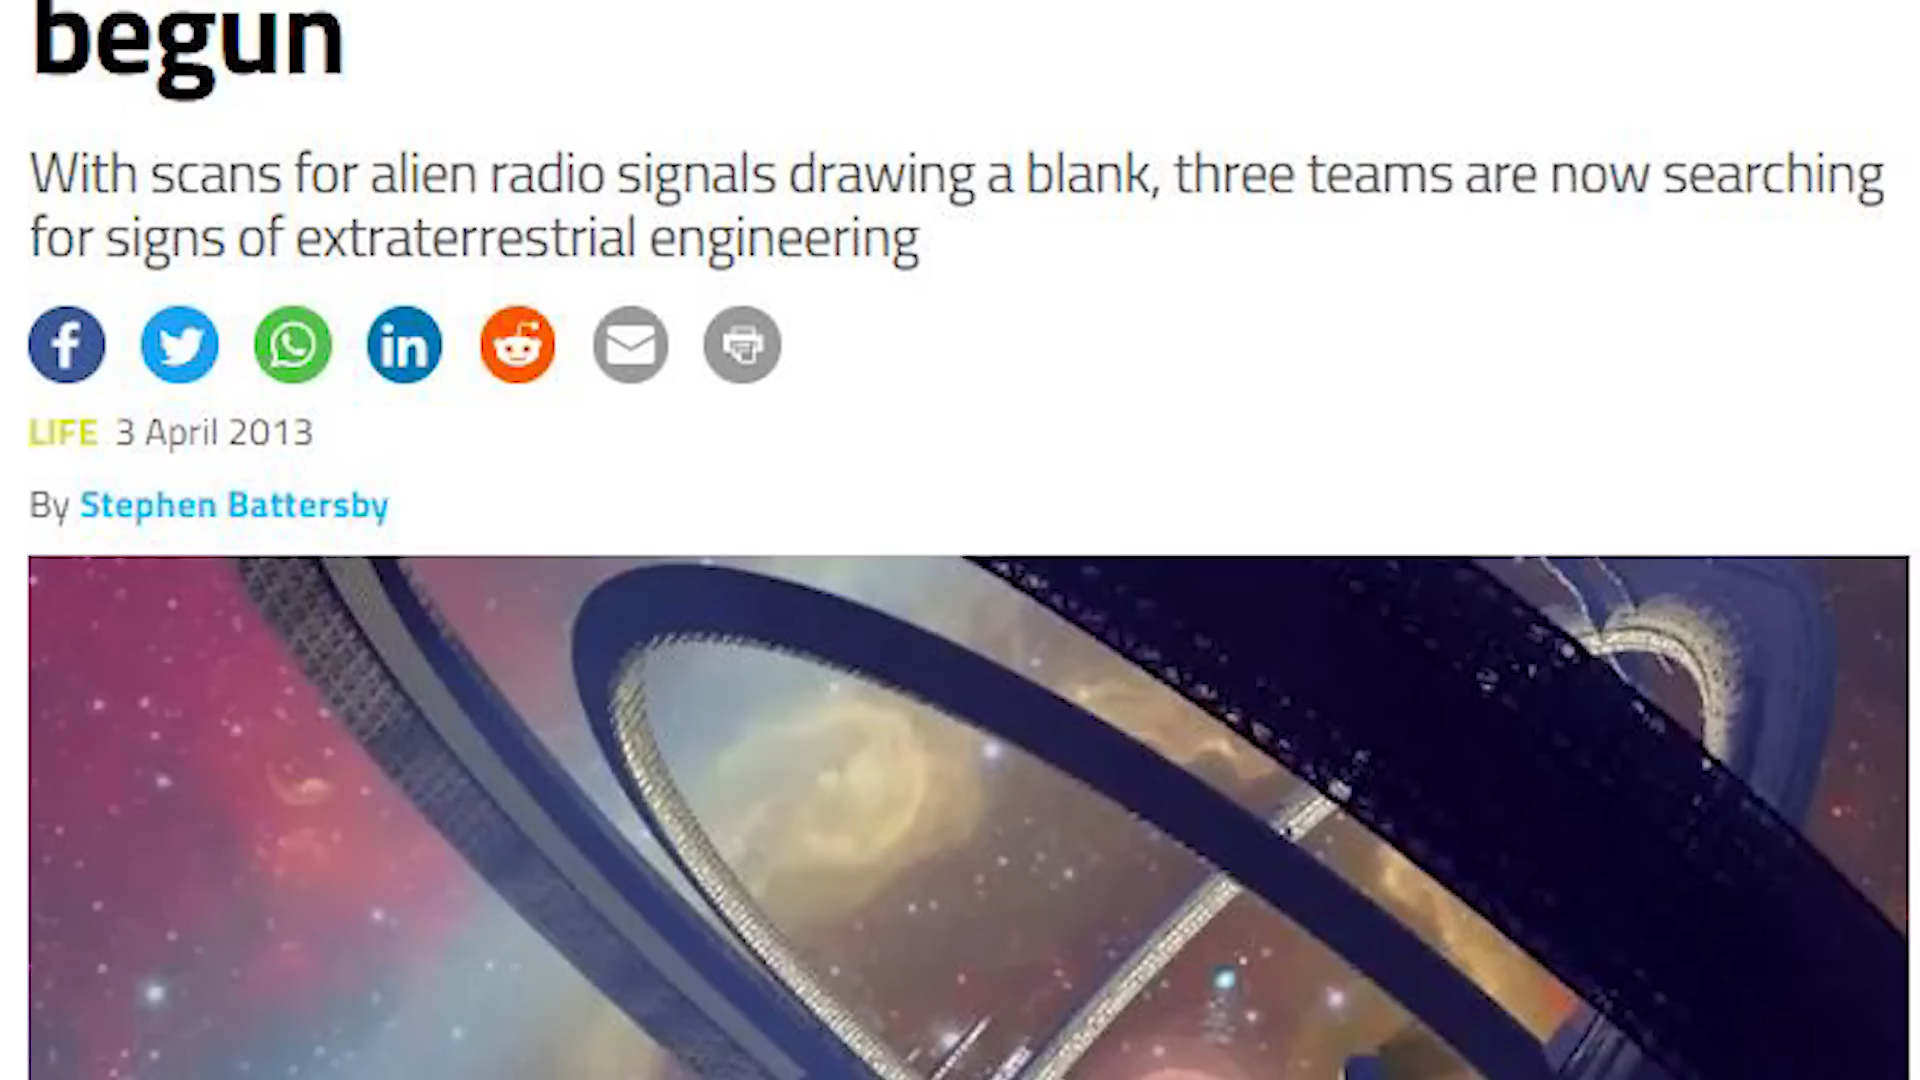 begun
With scans for alien radio signals drawing a blank, three teams are now searching
for signs of extraterrestrial engineering
f
in
LIFE 3 April 2013
By Stephen Battersby